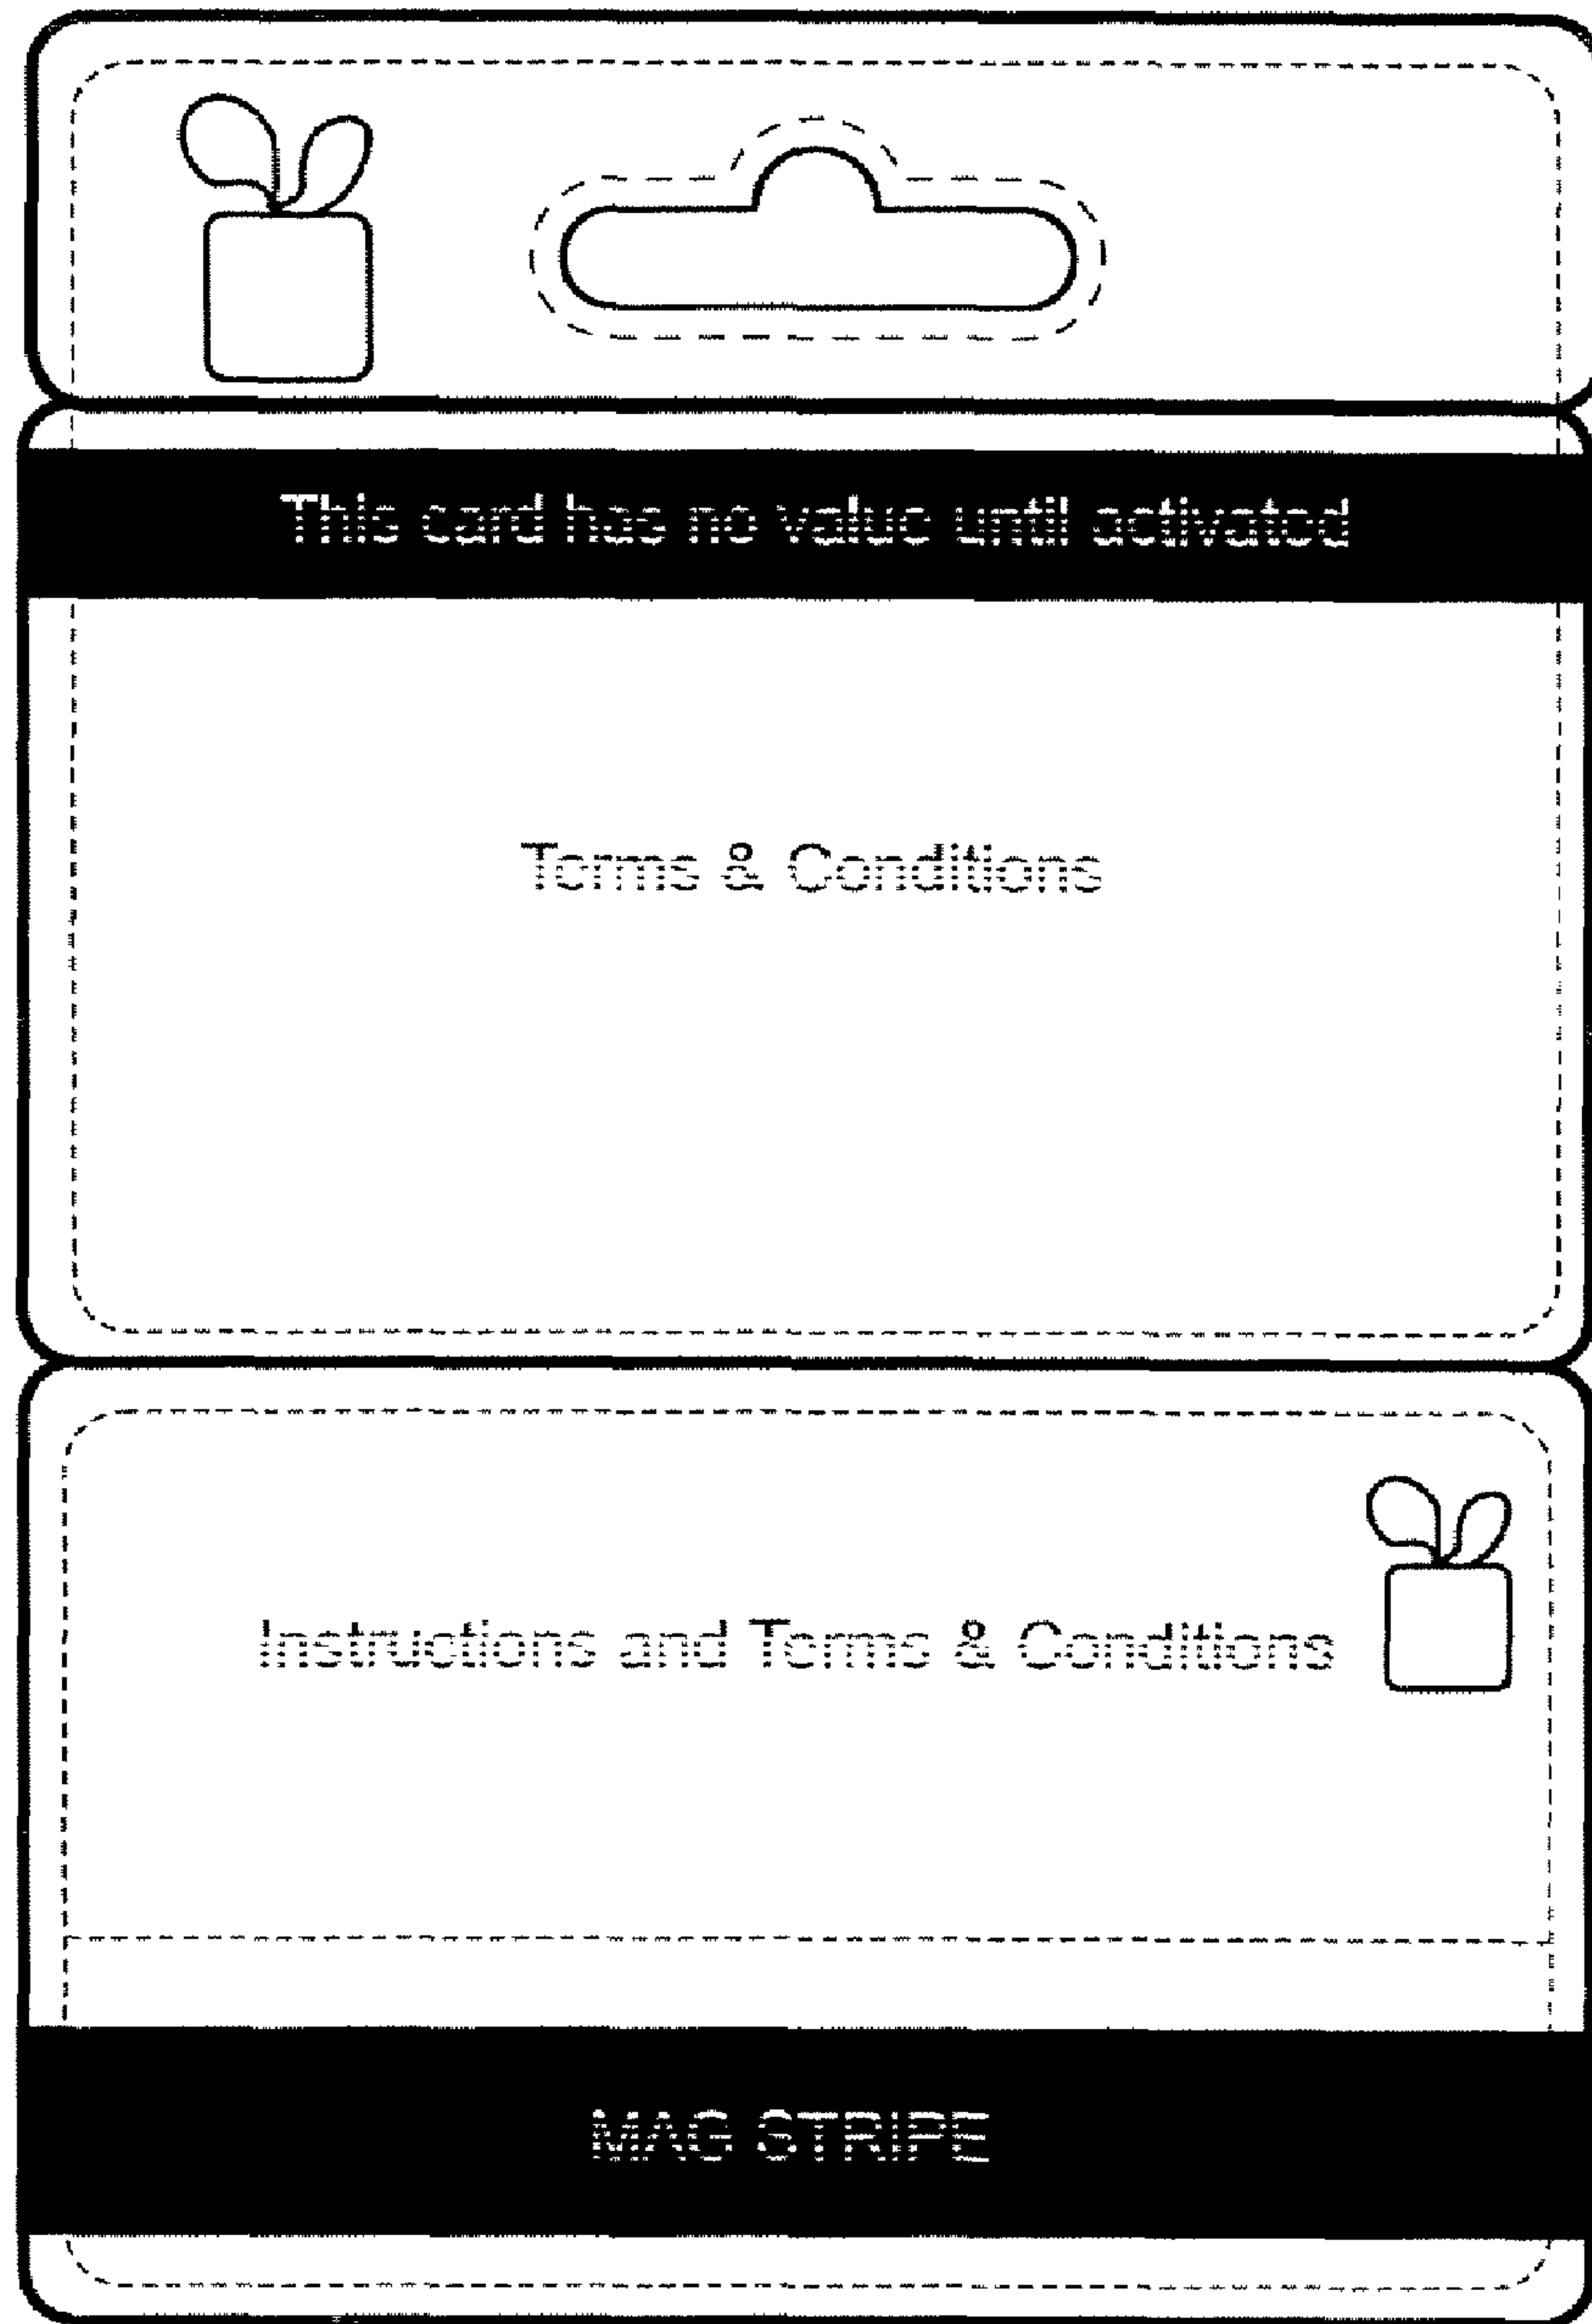 This card has no value until activated
Terms & Conditions
Instructions and Terms & Conditions
MAG STRIPE